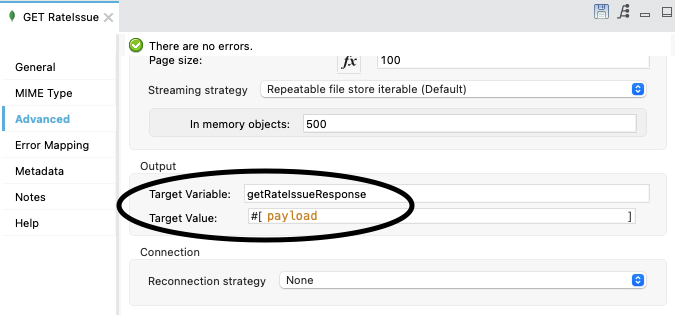 GET RateIssue
There are no errors.
General
MIME Type
Advanced
Error Mapping
Metadata
Notes
Help
Page size: fx 100
Streaming strategy Repeatable file store iterable (Default)
In memory objects: 500
Output
Target Variable: getRateIssueResponse
Target Value: #[ payload ]
Connection
Reconnection strategy None